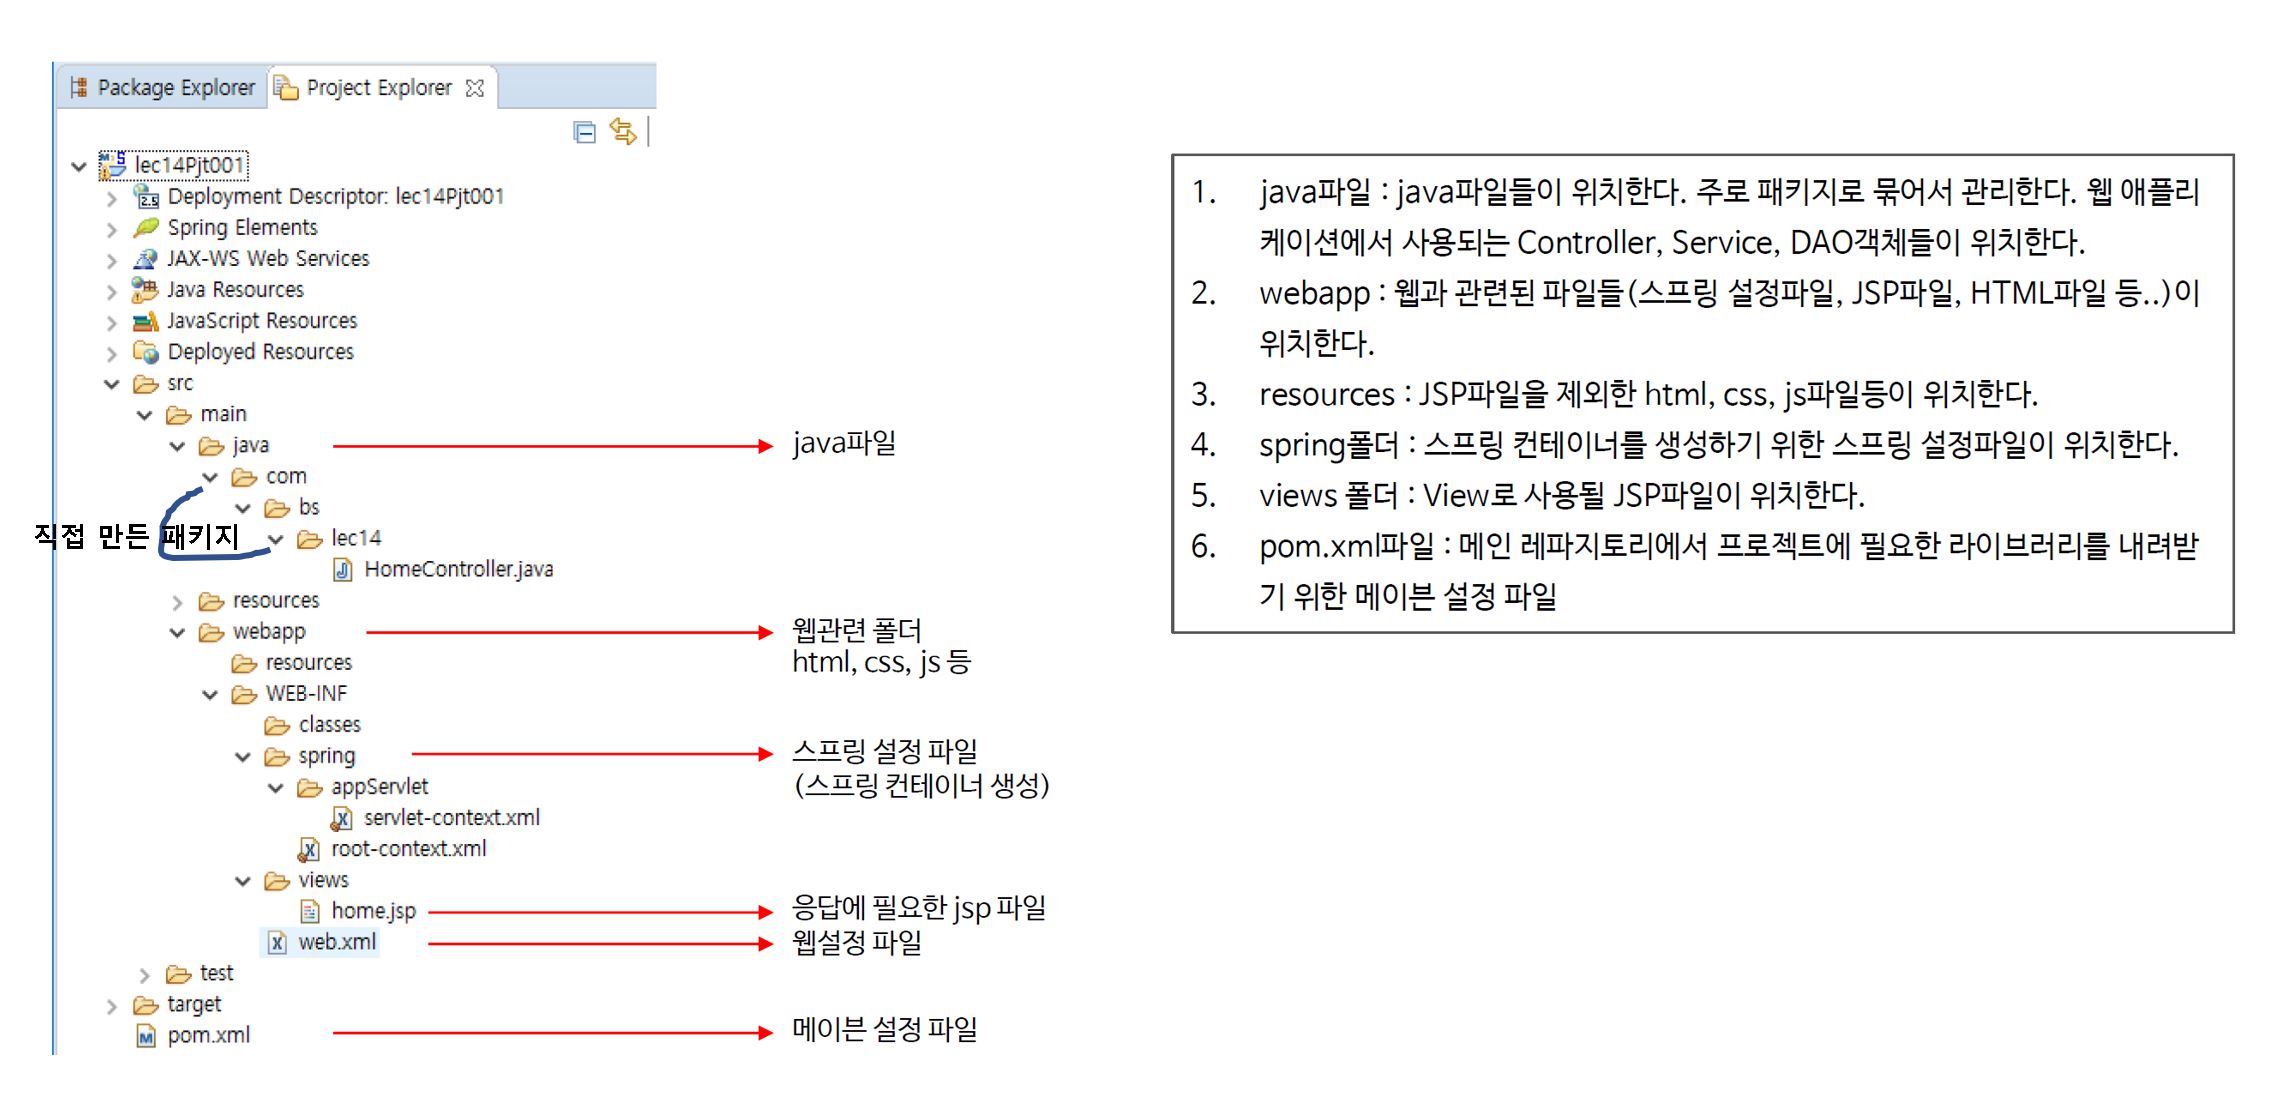 Package Explorer
Project Explorer
lec14Pjt001
Deployment Descriptor: lec14Pjt001
Spring Elements
JAX-WS Web Services
Java Resources
JavaScript Resources
Deployed Resources
src
main
java
java파일
com
bs
직접 만든 패키지
lec14
HomeController.java
resources
webapp
웹관련 폴더
html, css, js 등
resources
WEB-INF
classes
spring
스프링 설정 파일
(스프링 컨테이너 생성)
appServlet
servlet-context.xml
root-context.xml
views
home.jsp
응답에 필요한 jsp 파일
web.xml
웹설정 파일
test
target
pom.xml
메이븐 설정 파일
1. java파일 : java파일들이 위치한다. 주로 패키지로 묶어서 관리한다. 웹 애플리
케이션에서 사용되는 Controller, Service, DAO객체들이 위치한다.
2. webapp : 웹과 관련된 파일들(스프링 설정파일, JSP파일, HTML파일 등..)이
위치한다.
3. resources : JSP파일을 제외한 html, css, js파일등이 위치한다.
4. spring폴더 : 스프링 컨테이너를 생성하기 위한 스프링 설정파일이 위치한다.
5. views 폴더 : View로 사용될 JSP파일이 위치한다.
6. pom.xml파일 : 메인 레파지토리에서 프로젝트에 필요한 라이브러리를 내려받
기 위한 메이븐 설정 파일